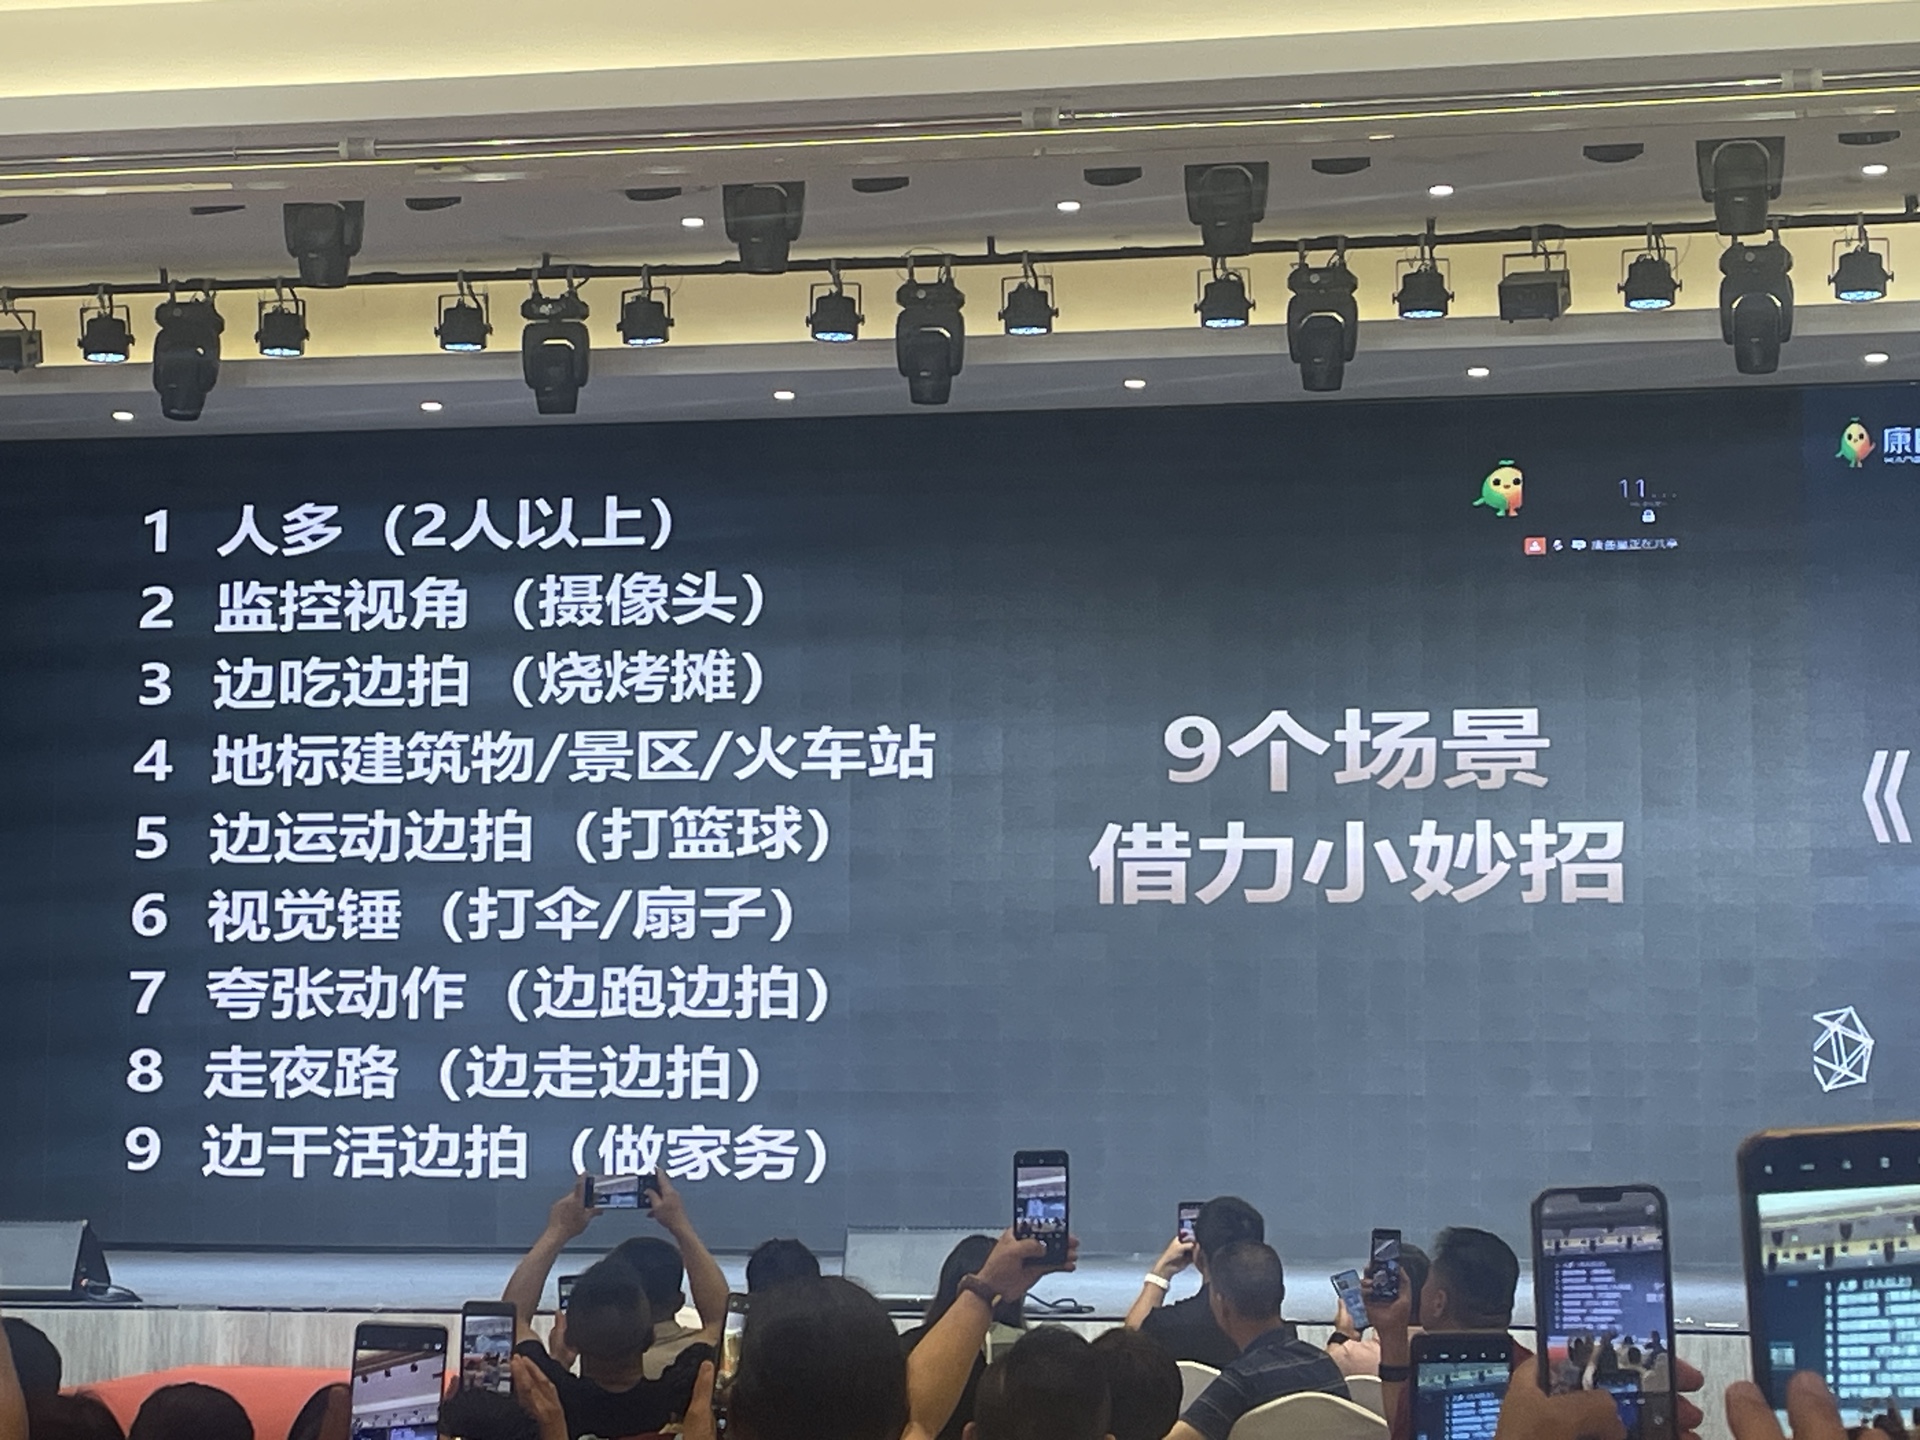 1 人多（2人以上）
2 监控视角（摄像头）
3 边吃边拍（烧烤摊）
4 地标建筑物/景区/火车站
5 边运动边拍（打篮球）
6 视觉锤（打伞/扇子）
7 夸张动作（边跑边拍）
8 走夜路（边走边拍）
9 边干活边拍（做家务）
9个场景
借力小妙招
11...
正在共享
康
《